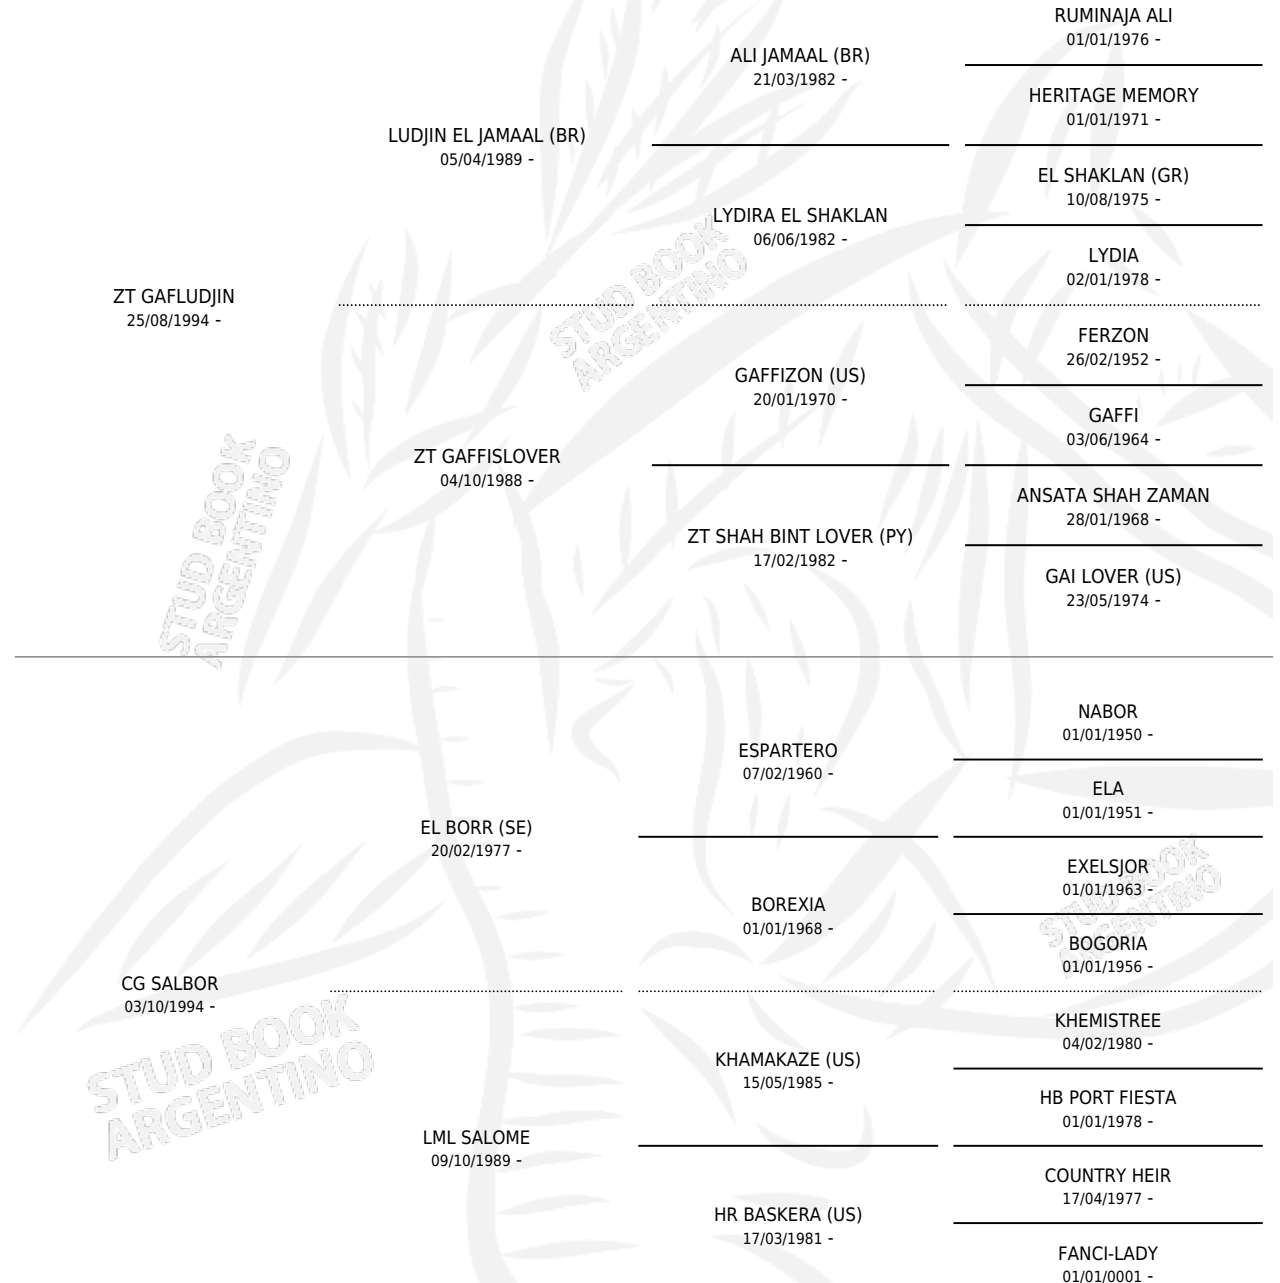 RUMINAJA ALI
01/01/1976 -
ALI JAMAAL (BR)
21/03/1982 -
HERITAGE MEMORY
01/01/1971 -
LUDJIN EL JAMAAL (BR)
05/04/1989 -
EL SHAKLAN (GR)
10/08/1975 -
LYDIRA EL SHAKLAN
06/06/1982 -
LYDIA
02/01/1978 -
ZT GAFLUDJIN
25/08/1994 -
FERZON
26/02/1952 -
GAFFIZON (US)
20/01/1970 -
GAFFI
03/06/1964 -
ZT GAFFISLOVER
04/10/1988 -
ANSATA SHAH ZAMAN
28/01/1968 -
ZT SHAH BINT LOVER (PY)
17/02/1982 -
GAI LOVER (US)
23/05/1974 -
NABOR
01/01/1950 -
ESPARTERO
07/02/1960 -
ELA
01/01/1951 -
EL BORR (SE)
20/02/1977 -
EXELSJOR
01/01/1963 -
BOREXIA
01/01/1968 -
BOGORIA
01/01/1956 -
CG SALBOR
03/10/1994 -
KHEMISTREE
04/02/1980 -
KHAMAKAZE (US)
15/05/1985 -
HB PORT FIESTA
01/01/1978 -
LML SALOME
09/10/1989 -
COUNTRY HEIR
17/04/1977 -
HR BASKERA (US)
17/03/1981 -
FANCI-LADY
01/01/0001 -
STUD BOOK
ARGENTINO
STUD BOOK
ARGENTINO
STUD BOOK
ARGENTINO
STUD BOOK
ARGENTINO